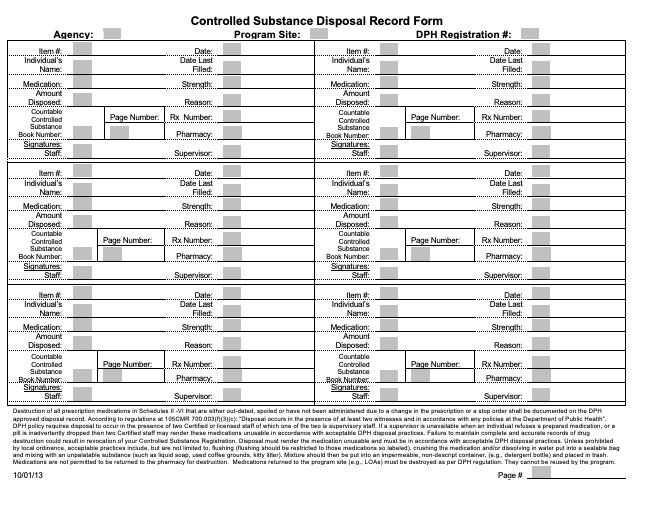 Controlled Substance Disposal Record Form
Agency: Program Site: DPH Registration #:
Item #: Date: Item #: Date:
Individual's Date Last Individual's Date Last
Name: Filled: Name: Filled:
Medication: Strength: Medication: Strength:
Amount Amount
Disposed: Reason: Disposed: Reason:
Countable Countable
Controlled Page Number: Rx Number: Controlled Page Number: Rx Number:
Substance Substance
Book Number: Pharmacy: Book Number: Pharmacy:
Signatures: Signatures:
Staff: Supervisor: Staff: Supervisor:
Item #: Date: Item #: Date:
Individual's Date Last Individual's Date Last
Name: Filled: Name: Filled:
Medication: Strength: Medication: Strength:
Amount Amount
Disposed: Reason: Disposed: Reason:
Countable Countable
Controlled Page Number: Rx Number: Controlled Page Number: Rx Number:
Substance Substance
Book Number: Pharmacy: Book Number: Pharmacy:
Signatures: Signatures:
Staff: Supervisor: Staff: Supervisor:
Item #: Date: Item #: Date:
Individual's Date Last Individual's Date Last
Name: Filled: Name: Filled:
Medication: Strength: Medication: Strength:
Amount Amount
Disposed: Reason: Disposed: Reason:
Countable Countable
Controlled Page Number: Rx Number: Controlled Page Number: Rx Number:
Substance Substance
Book Number: Pharmacy: Book Number: Pharmacy:
Signatures: Signatures:
Staff: Supervisor: Staff: Supervisor:
Destruction of all prescription medications in Schedules II -VI that are either out-dated, spoiled or have not been administered due to a change in the prescription or a stop order shall be documented on the DPH
approved disposal record. According to regulations at 105CMR 700.003(f)(3)(c): "Disposal occurs in the presence of at least two witnesses and in accordance with any policies at the Department of Public Health".
DPH policy requires disposal to occur in the presence of two Certified or licensed staff of which one of the two is supervisory staff. If a supervisor is unavailable when an individual refuses a prepared medication, or a
pill is inadvertently dropped then two Certified staff may render these medications unusable in accordance with acceptable DPH disposal practices. Failure to maintain complete and accurate records of drug
destruction could result in revocation of your Controlled Substance Registration. Disposal must render the medication unusable and must be in accordance with acceptable DPH disposal practices. Unless prohibited
by local ordinance, acceptable practices include, but are not limited to, flushing (flushing should be restricted to those medications so labeled), crushing the medication and/or dissolving in water put into a sealable bag
and mixing with an unpalatable substance (such as liquid soap, used coffee grounds, kitty litter). Mixture should then be put into an impermeable, non-descript container, (e.g., detergent bottle) and placed in trash.
Medications are not permitted to be returned to the pharmacy for destruction. Medications returned to the program site (e.g., LOAs) must be destroyed as per DPH regulation. They cannot be reused by the program.
10/01/13 Page #